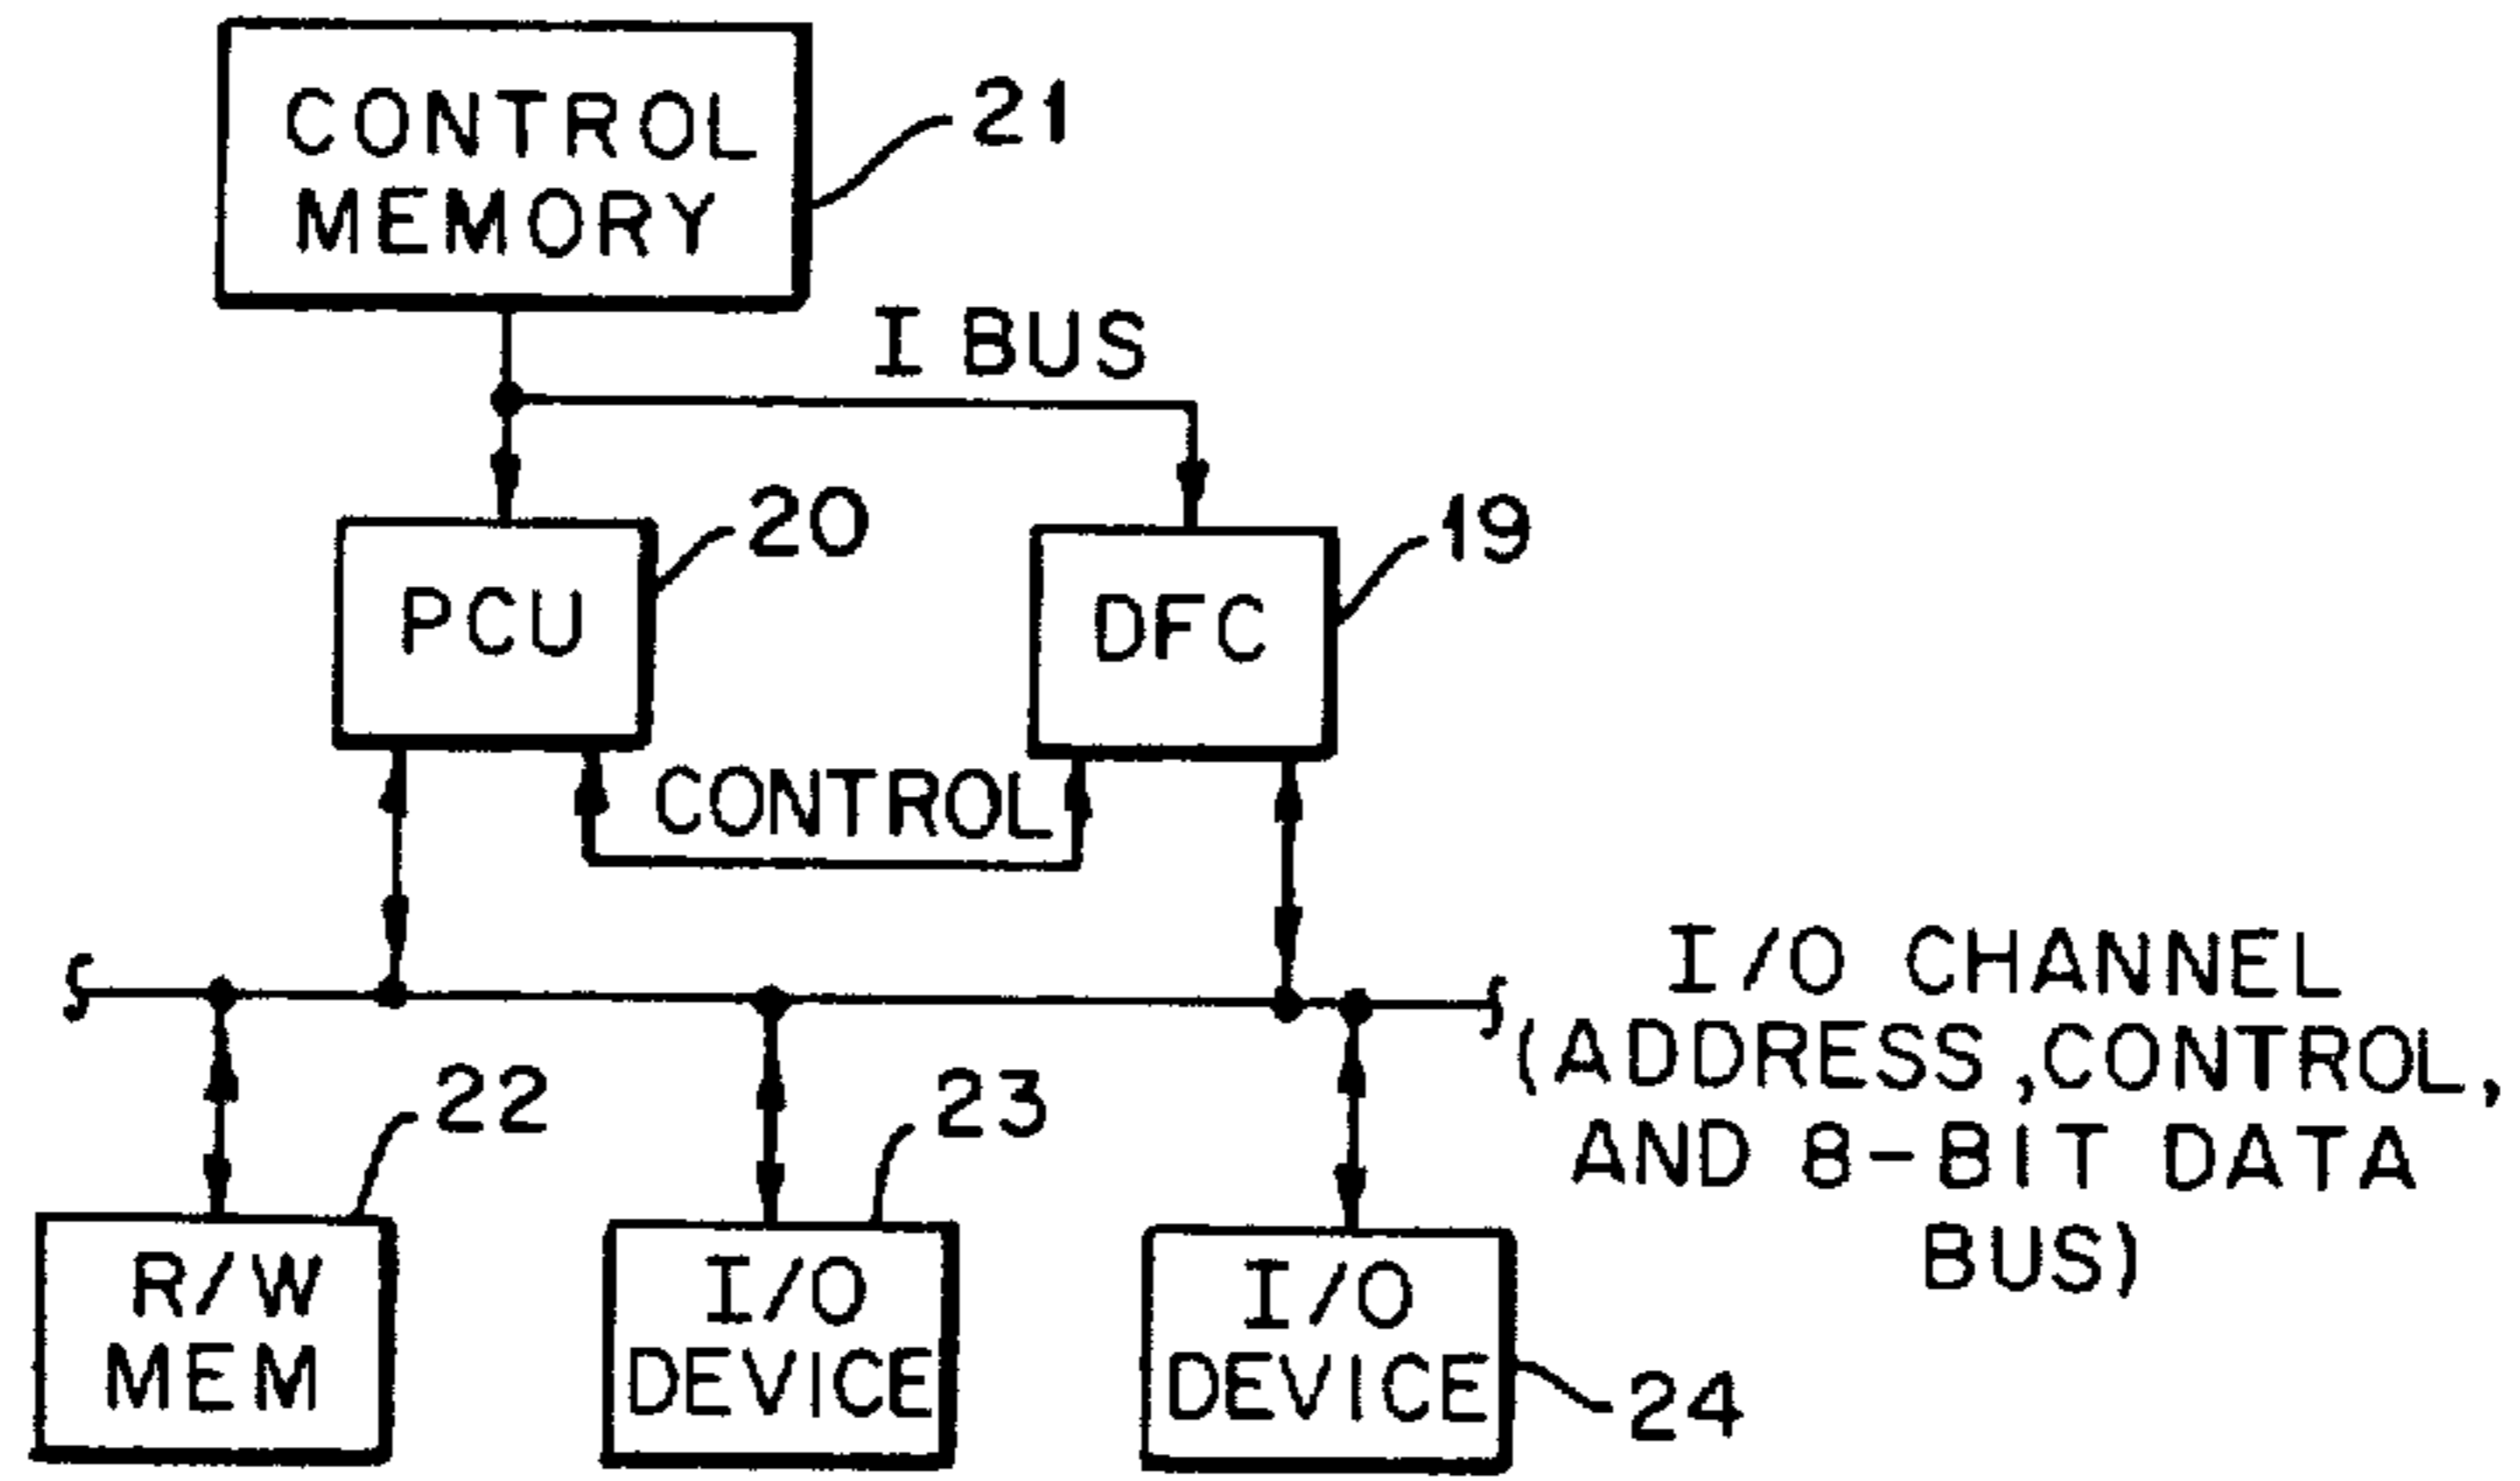 CONTROL
MEMORY
21
I BUS
PCU
20
DFC
19
CONTROL
I/O CHANNEL
(ADDRESS,CONTROL,
AND 8-BIT DATA
BUS)
22
23
R/W
MEM
I/O
DEVICE
I/O
DEVICE
24